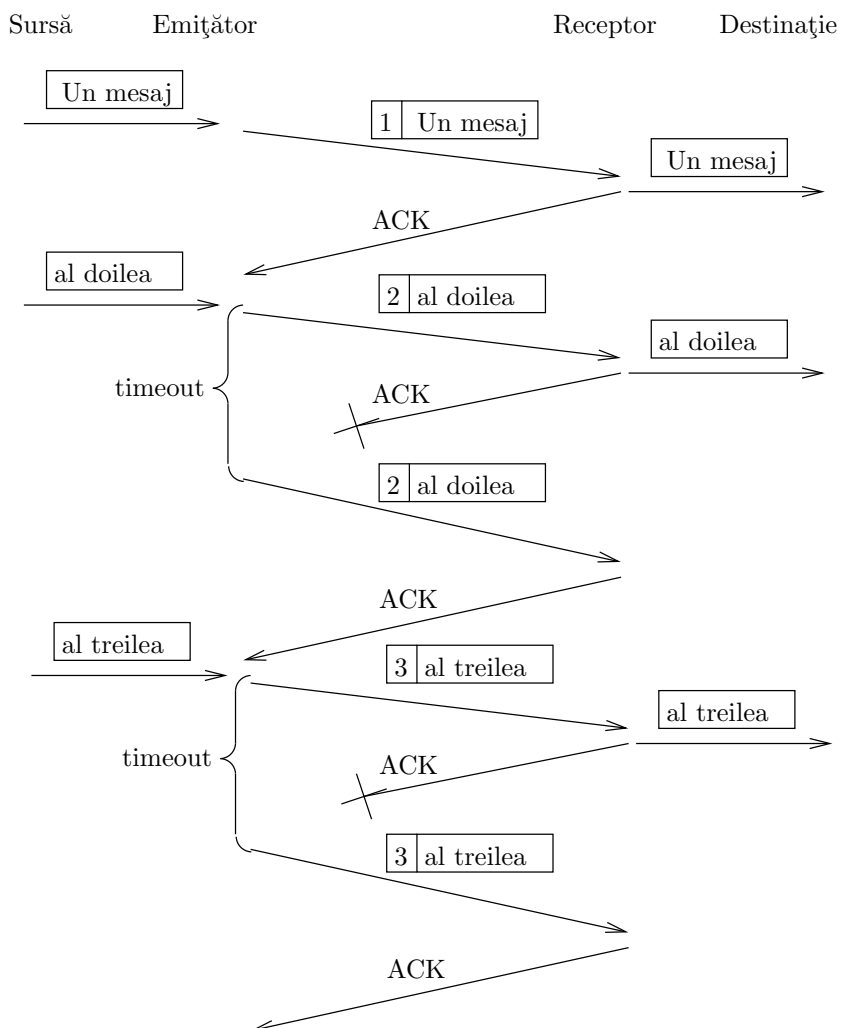 Sursă Emiţător Receptor Destinaţie
Un mesaj
1 Un mesaj
Un mesaj
ACK
al doilea
2 al doilea
al doilea
timeout
ACK
2 al doilea
ACK
al treilea
3 al treilea
al treilea
timeout
ACK
3 al treilea
ACK